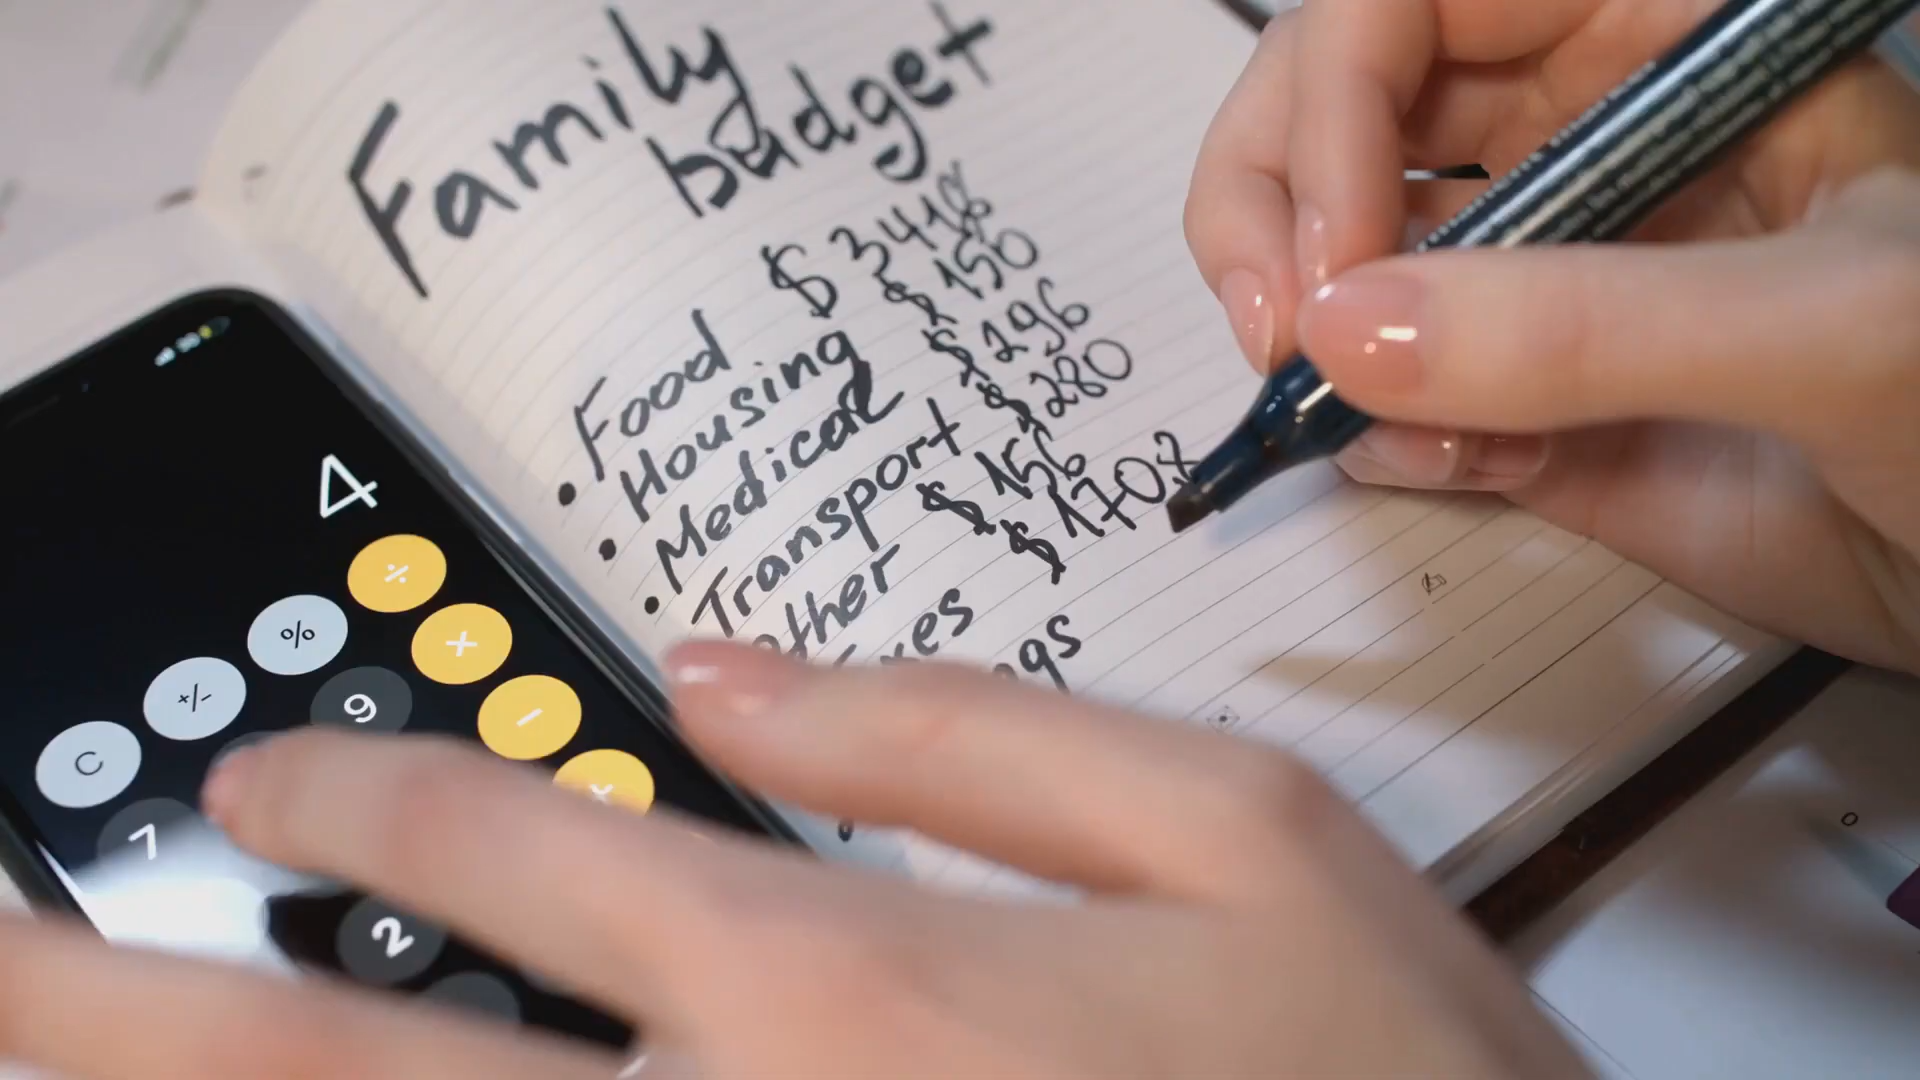 Family
budget
Food $ 3418
• Housing $ 150
• Medical $ 296
• Transport $ 280
other $ 156
$ 1708
4
÷
% ×
+/- 9 −
C
7
2